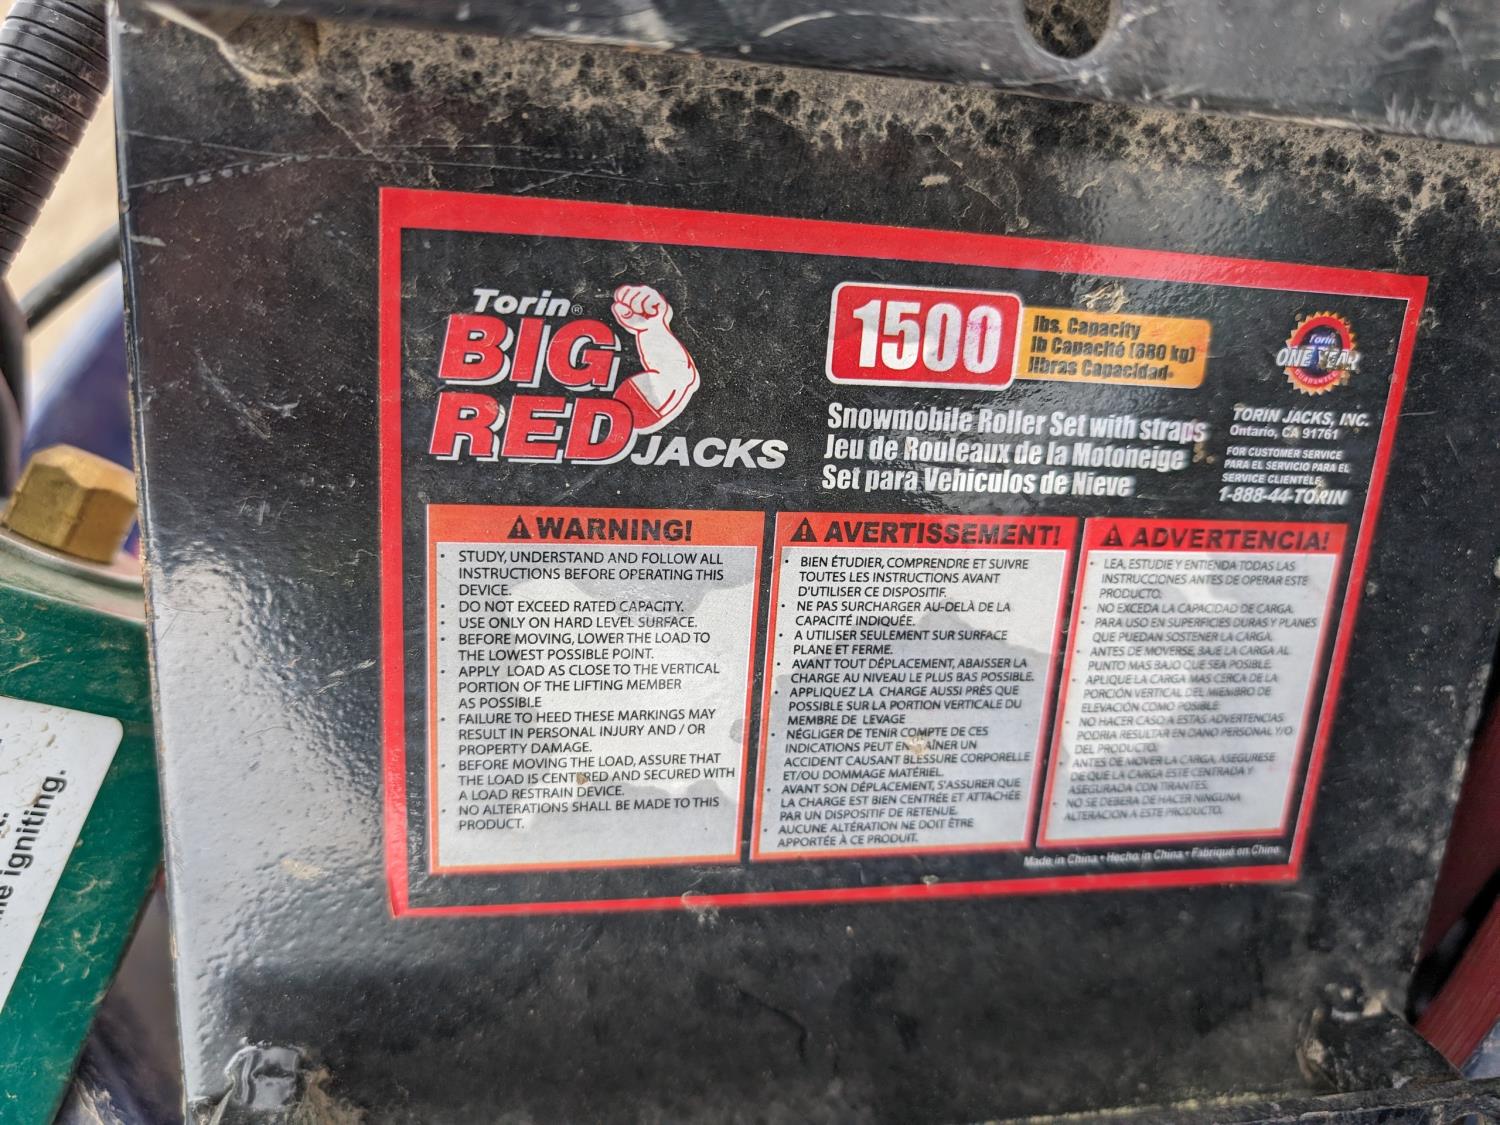 Torin®
BIG
RED
JACKS
1500
lbs. Capacity
lb Capacité (680 kg)
libras Capacidad
Snowmobile Roller Set with straps
Jeu de Rouleaux de la Motoneige
Set para Vehiculos de Nieve
Torin
ONE YEAR
GUARANTEE
TORIN JACKS, INC.
Ontario, CA 91761
FOR CUSTOMER SERVICE
PARA EL SERVICIO PARA EL
SERVICE CLIENTÉLE
1-888-44-TORIN
WARNING!
• STUDY, UNDERSTAND AND FOLLOW ALL
INSTRUCTIONS BEFORE OPERATING THIS
DEVICE.
• DO NOT EXCEED RATED CAPACITY.
• USE ONLY ON HARD LEVEL SURFACE.
• BEFORE MOVING, LOWER THE LOAD TO
THE LOWEST POSSIBLE POINT.
• APPLY LOAD AS CLOSE TO THE VERTICAL
PORTION OF THE LIFTING MEMBER
AS POSSIBLE
• FAILURE TO HEED THESE MARKINGS MAY
RESULT IN PERSONAL INJURY AND / OR
PROPERTY DAMAGE.
• BEFORE MOVING THE LOAD, ASSURE THAT
THE LOAD IS CENTERED AND SECURED WITH
A LOAD RESTRAIN DEVICE.
• NO ALTERATIONS SHALL BE MADE TO THIS
PRODUCT.
AVERTISSEMENT!
• BIEN ÉTUDIER, COMPRENDRE ET SUIVRE
TOUTES LES INSTRUCTIONS AVANT
D'UTILISER CE DISPOSITIF.
• NE PAS SURCHARGER AU-DELÀ DE LA
CAPACITÉ INDIQUÉE.
• A UTILISER SEULEMENT SUR SURFACE
PLANE ET FERME.
• AVANT TOUT DÉPLACEMENT, ABAISSER LA
CHARGE AU NIVEAU LE PLUS BAS POSSIBLE.
• APPLIQUEZ LA CHARGE AUSSI PRÈS QUE
POSSIBLE SUR LA PORTION VERTICALE DU
MEMBRE DE LEVAGE
• NÉGLIGER DE TENIR COMPTE DE CES
INDICATIONS PEUT ENTRAÎNER UN
ACCIDENT CAUSANT BLESSURE CORPORELLE
ET/OU DOMMAGE MATÉRIEL.
• AVANT SON DÉPLACEMENT, S'ASSURER QUE
LA CHARGE EST BIEN CENTRÉE ET ATTACHÉE
PAR UN DISPOSITIF DE RETENUE.
• AUCUNE ALTÉRATION NE DOIT ÊTRE
APPORTÉE À CE PRODUIT.
ADVERTENCIA!
• LEA, ESTUDIE Y ENTIENDA TODAS LAS
INSTRUCCIONES ANTES DE OPERAR ESTE
PRODUCTO.
• NO EXCEDA LA CAPACIDAD DE CARGA.
• PARA USO EN SUPERFICIES DURAS Y PLANES
QUE PUEDAN SOSTENER LA CARGA.
• ANTES DE MOVERSE, BAJE LA CARGA AL
PUNTO MAS BAJO QUE SEA POSIBLE.
• APLIQUE LA CARGA MAS CERCA DE LA
PORCIÓN VERTICAL DEL MIEMBRO DE
ELEVACIÓN COMO POSIBLE
• NO HACER CASO A ESTAS ADVERTENCIAS
PODRIA RESULTAR EN DANO PERSONAL Y/O
DEL PRODUCTO.
• ANTES DE MOVER LA CARGA, ASEGURESE
DE QUE LA CARGA ESTE CENTRADA Y
ASEGURADA CON TIRANTES.
• NO SE DEBERA DE HACER NINGUNA
ALTERACION A ESTE PRODUCTO.
Made in China • Hecho in China • Fabriqué en Chine
igniting.